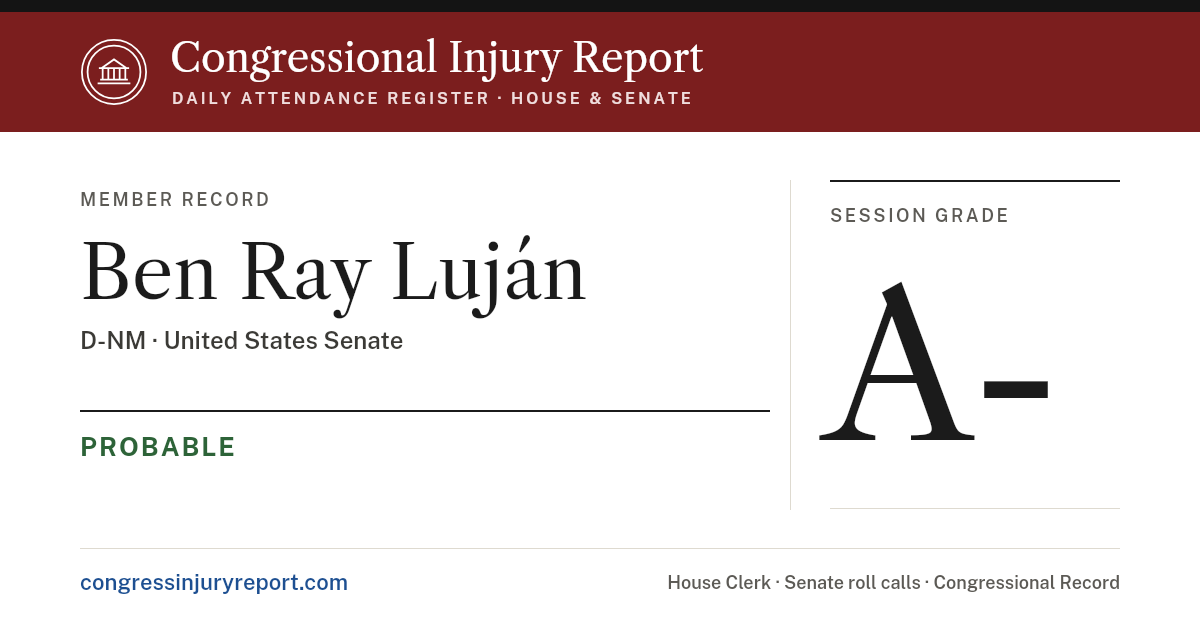 Congressional Injury Report
DAILY ATTENDANCE REGISTER · HOUSE & SENATE
MEMBER RECORD
Ben Ray Luján
D-NM · United States Senate
PROBABLE
SESSION GRADE
A-
congressinjuryreport.com
House Clerk · Senate roll calls · Congressional Record